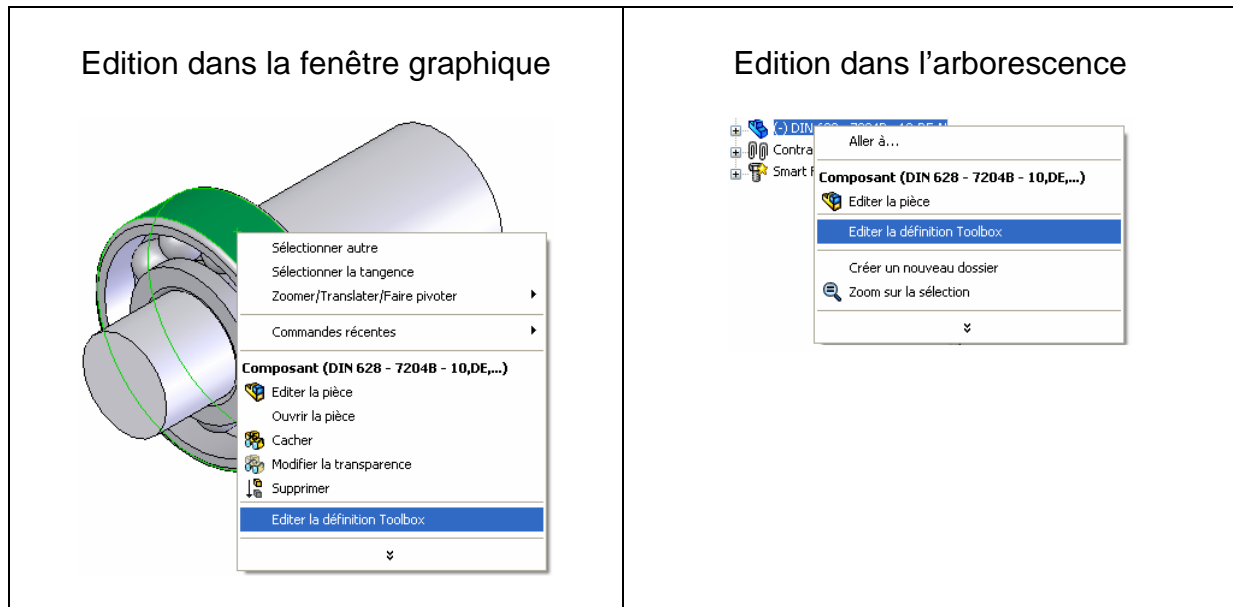 Edition dans la fenêtre graphique
Sélectionner autre
Sélectionner la tangence
Zoomer/Translater/Faire pivoter
Commandes récentes
Composant (DIN 628 - 7204B - 10,DE,...)
Editer la pièce
Ouvrir la pièce
Cacher
Modifier la transparence
Supprimer
Editer la définition Toolbox
Edition dans l'arborescence
(-) DIN
Contra
Smart F
Aller à...
Composant (DIN 628 - 7204B - 10,DE,...)
Editer la pièce
Editer la définition Toolbox
Créer un nouveau dossier
Zoom sur la sélection